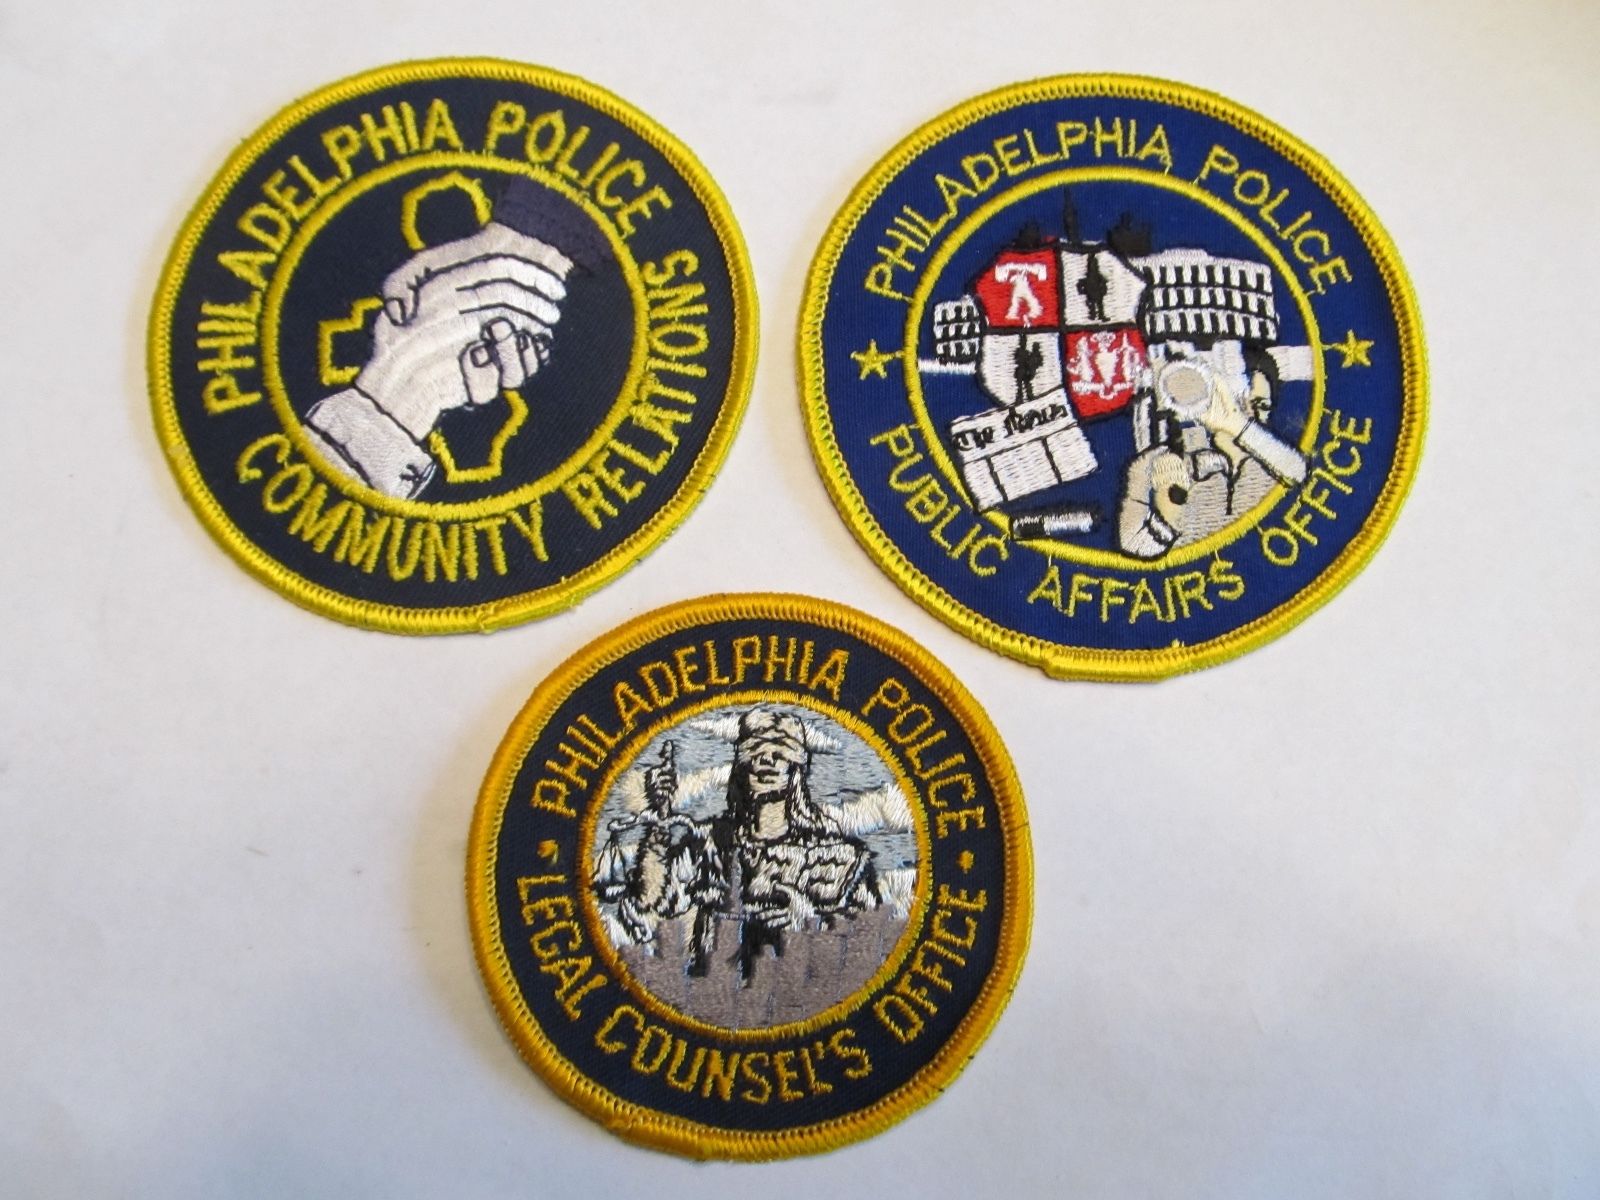 PHILADELPHIA POLICE
COMMUNITY RELATIONS
PHILADELPHIA POLICE
PUBLIC AFFAIRS OFFICE
PHILADELPHIA POLICE
LEGAL COUNSEL'S OFFICE